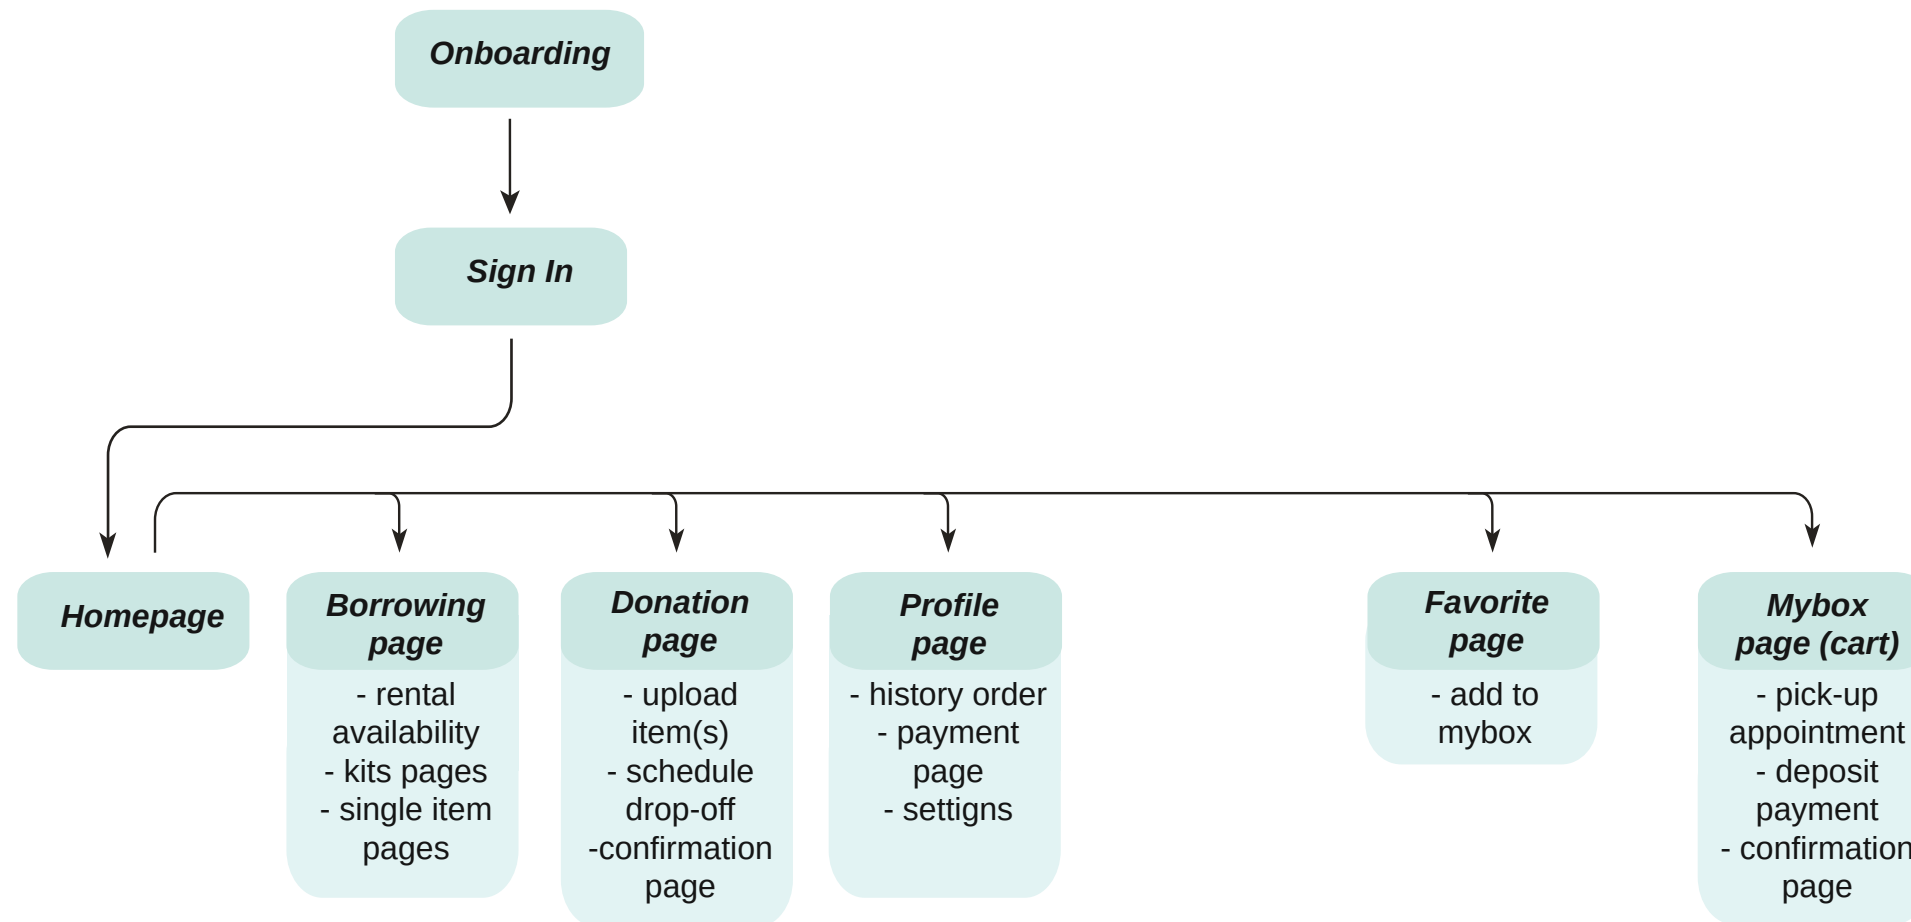 Onboarding
Sign In
Homepage
Borrowing
page
- rental
availability
- kits pages
- single item
pages
Donation
page
- upload
item(s)
- schedule
drop-off
-confirmation
page
Profile
page
- history order
- payment
page
- settigns
Favorite
page
- add to
mybox
Mybox
page (cart)
- pick-up
appointment
- deposit
payment
- confirmation
page